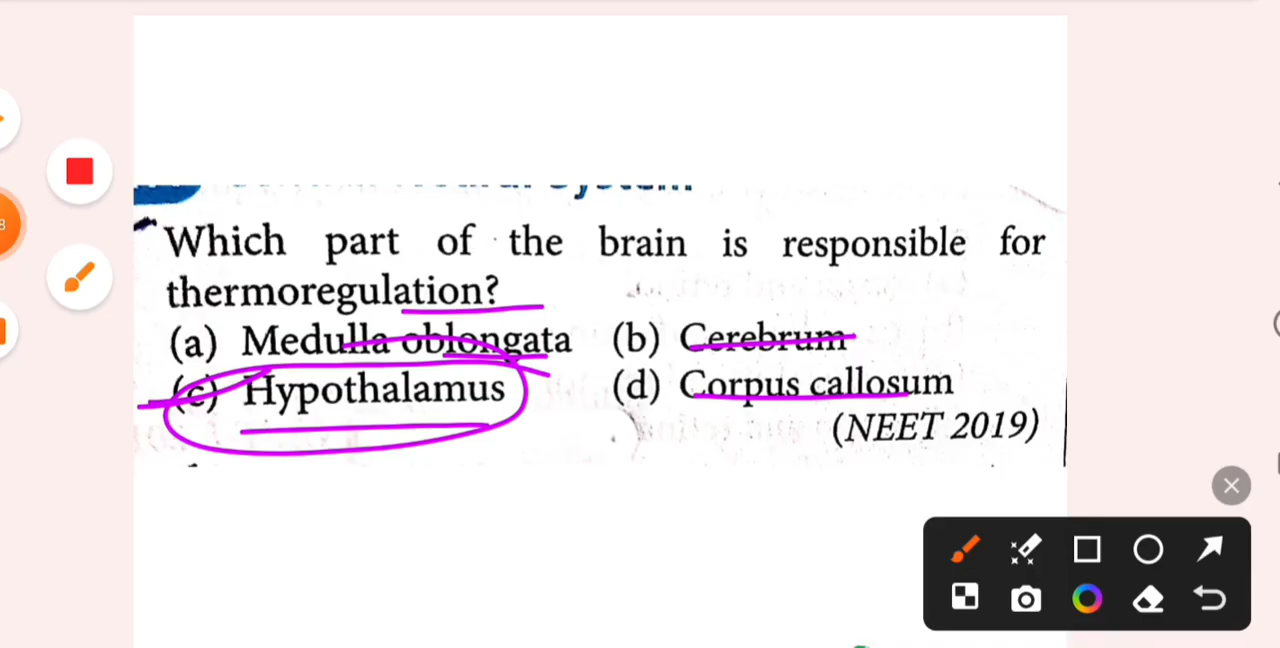 Which part of the brain is responsible for
thermoregulation?
(a) Medulla oblongata (b) Cerebrum
(c) Hypothalamus (d) Corpus callosum
(NEET 2019)